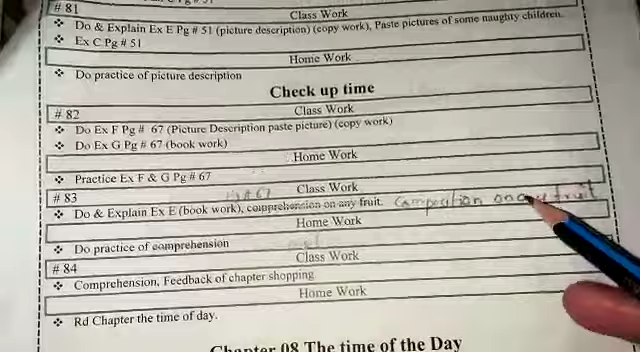 # 81
Class Work
❖ Do & Explain Ex E Pg # 51 (picture description) (copy work), Paste pictures of some naughty children.
❖ Ex C Pg # 51
Home Work
❖ Do practice of picture description
Check up time
# 82
Class Work
❖ Do Ex F Pg # 67 (Picture Description paste picture) (copy work)
❖ Do Ex G Pg # 67 (book work)
Home Work
❖ Practice Ex F & G Pg # 67
# 83
Class Work
❖ Do & Explain Ex E (book work), comprehension on any fruit. Composition on any fruit
Home Work
❖ Do practice of comprehension
# 84
Class Work
❖ Comprehension, Feedback of chapter shopping
Home Work
❖ Rd Chapter the time of day.
Chapter 08 The time of the Day